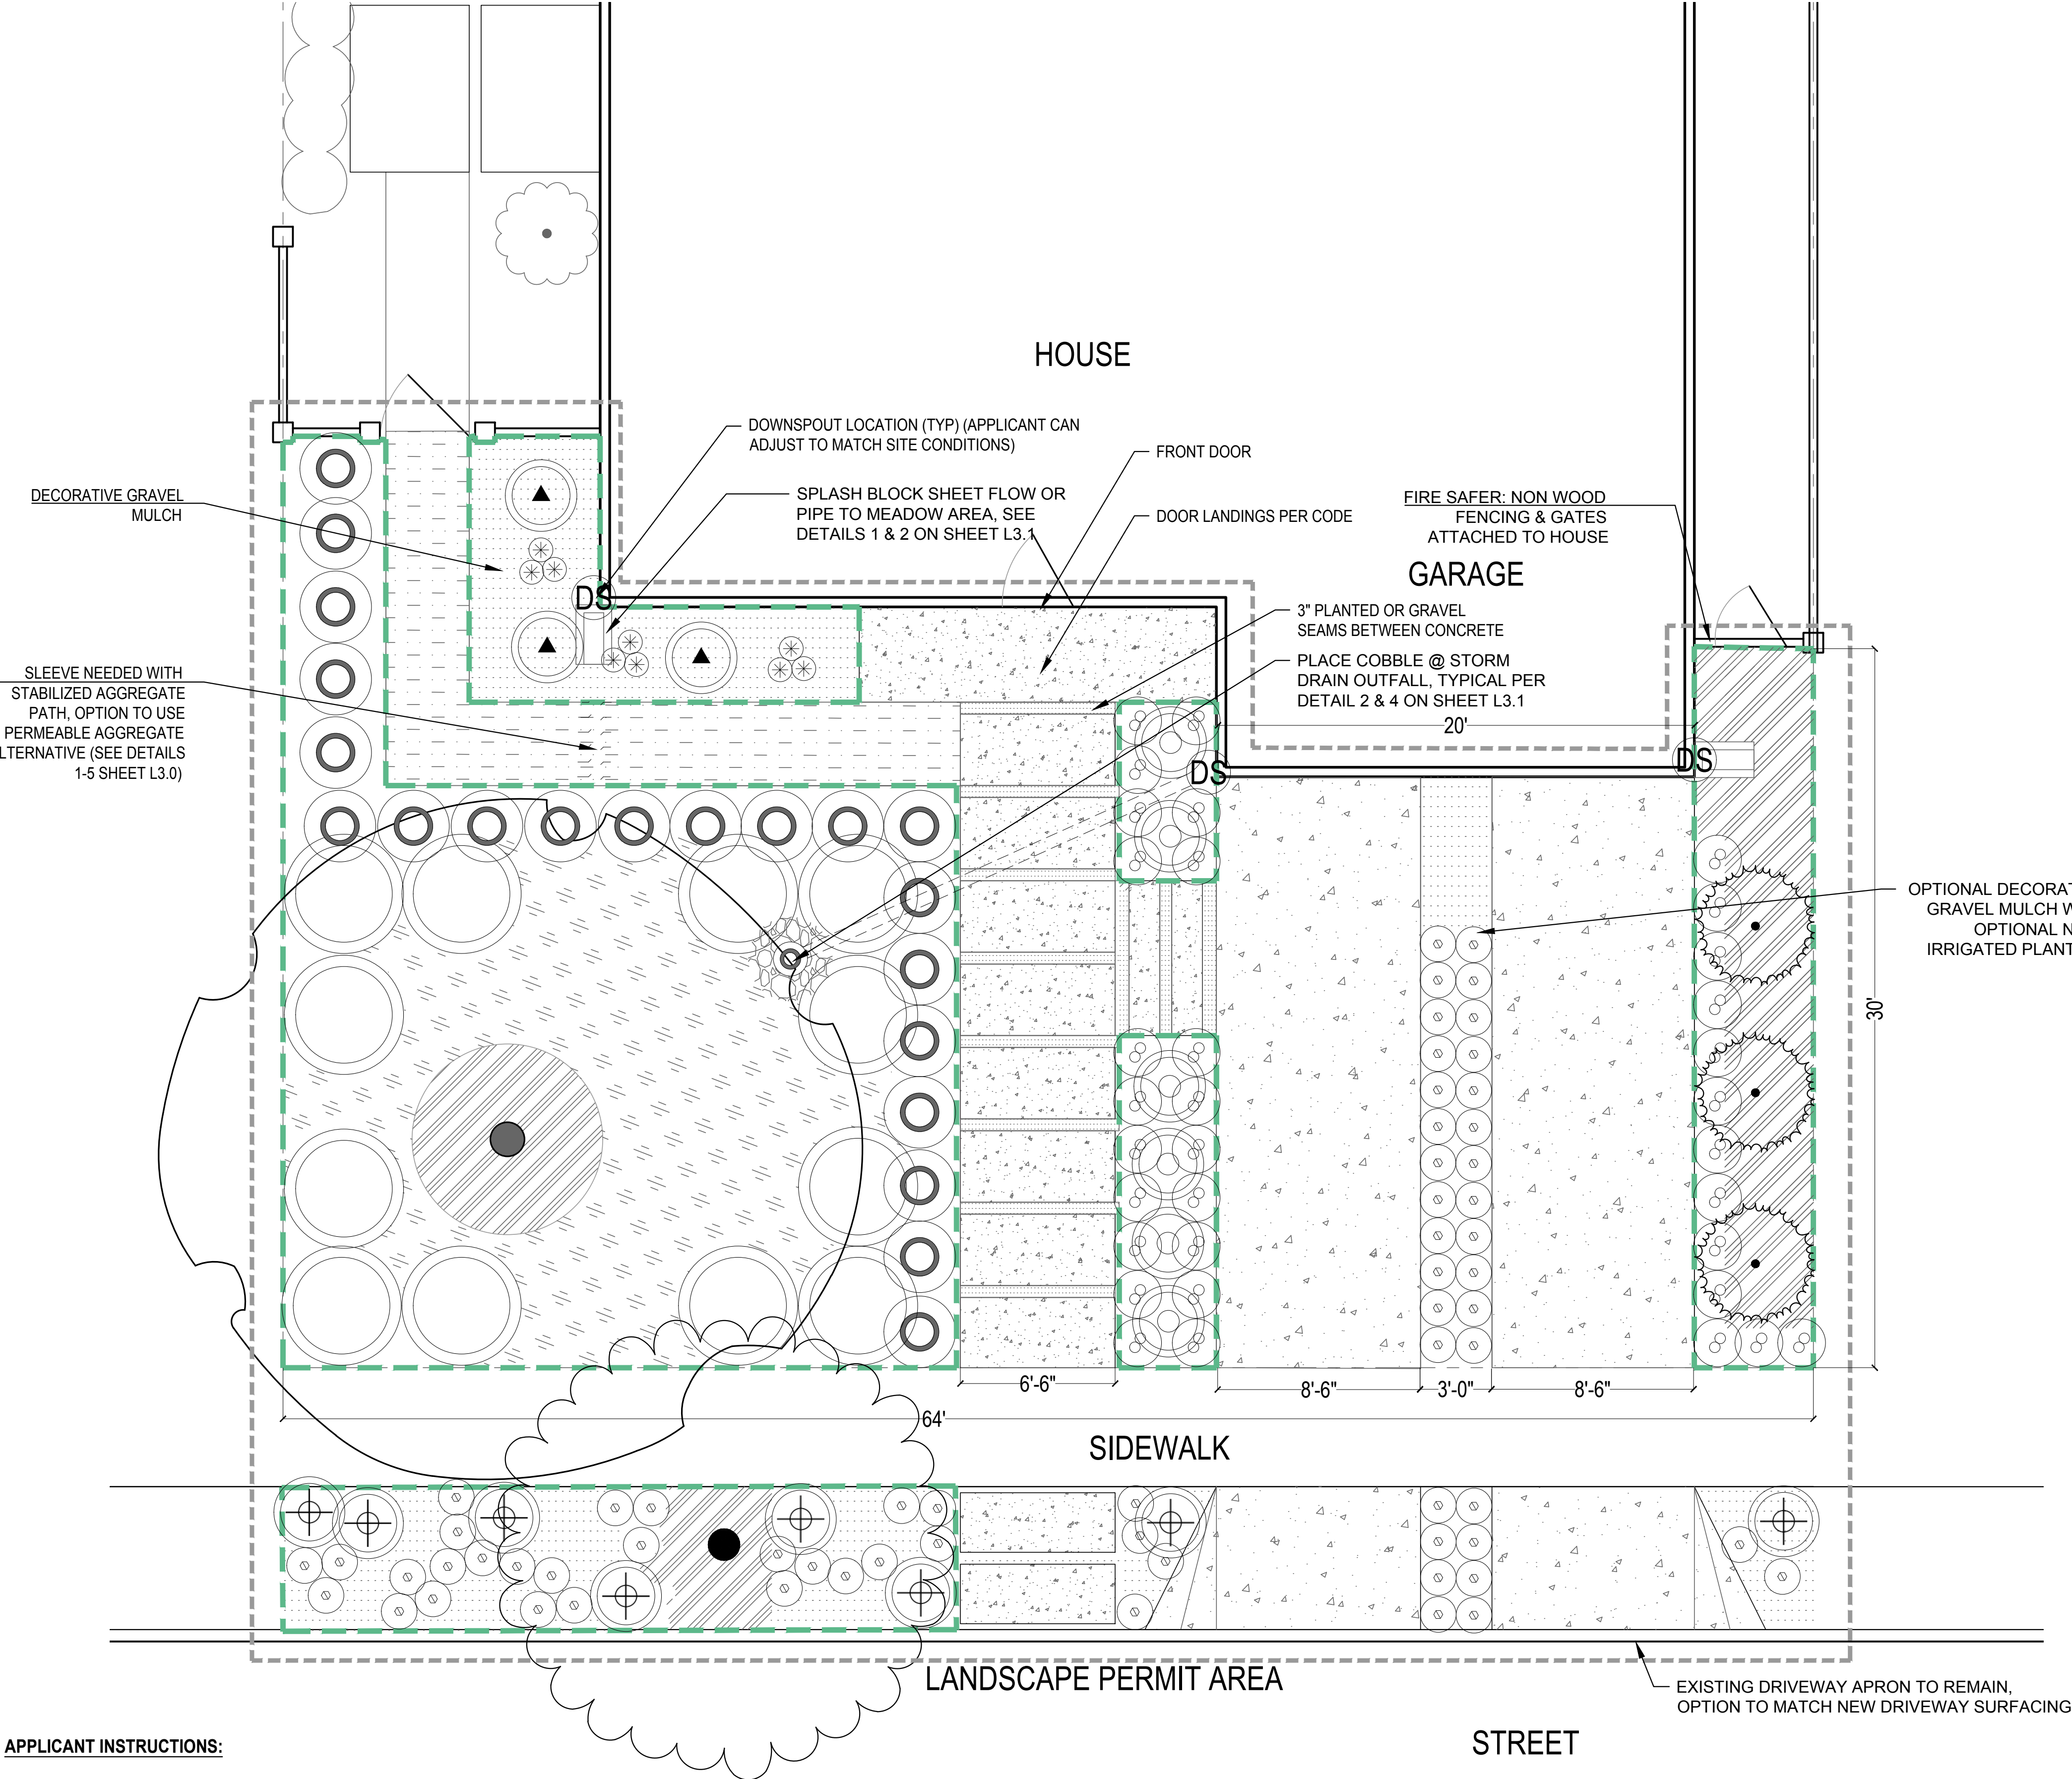 HOUSE
DOWNSPOUT LOCATION (TYP) (APPLICANT CAN
ADJUST TO MATCH SITE CONDITIONS)
FRONT DOOR
DECORATIVE GRAVEL
MULCH
SPLASH BLOCK SHEET FLOW OR
PIPE TO MEADOW AREA, SEE
DETAILS 1 & 2 ON SHEET L3.1
DOOR LANDINGS PER CODE
FIRE SAFER: NON WOOD
FENCING & GATES
ATTACHED TO HOUSE
GARAGE
DS
3" PLANTED OR GRAVEL
SEAMS BETWEEN CONCRETE
PLACE COBBLE @ STORM
DRAIN OUTFALL, TYPICAL PER
DETAIL 2 & 4 ON SHEET L3.1
SLEEVE NEEDED WITH
STABILIZED AGGREGATE
PATH, OPTION TO USE
PERMEABLE AGGREGATE
LTERNATIVE (SEE DETAILS
1-5 SHEET L3.0)
20'
DS
DS
OPTIONAL DECORAT
GRAVEL MULCH W
OPTIONAL N
IRRIGATED PLANT
30'
6'-6"
8'-6"
3'-0"
8'-6"
64'
SIDEWALK
LANDSCAPE PERMIT AREA
EXISTING DRIVEWAY APRON TO REMAIN,
OPTION TO MATCH NEW DRIVEWAY SURFACING
STREET
APPLICANT INSTRUCTIONS: